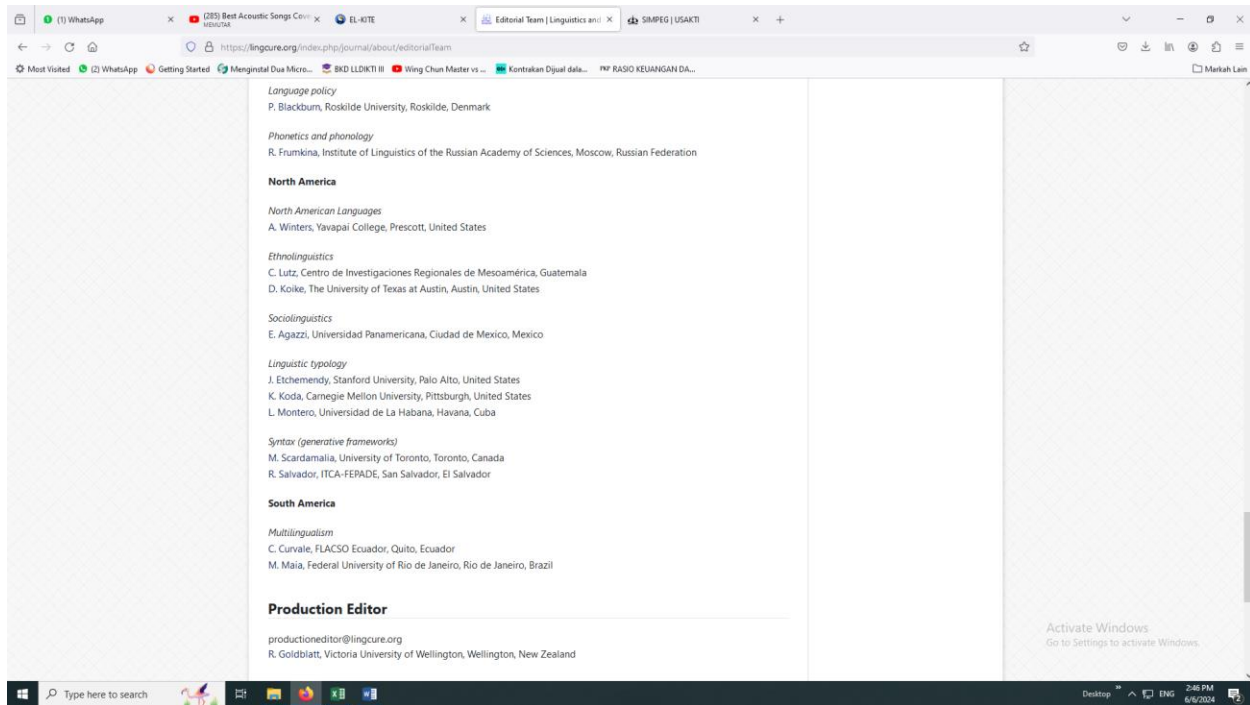 (1) WhatsApp
(285) Best Acoustic Songs Cove
MEMUTAR
EL-KITE
Editorial Team | Linguistics and
SIMPEG | USAKTI
https://lingcure.org/index.php/journal/about/editorialTeam
Most Visited (2) WhatsApp Getting Started Menginstal Dua Micro... BKD LLDIKTI III Wing Chun Master vs ... Kontrakan Dijual dala... PKP RASIO KEUANGAN DA... Markah Lain
Language policy
P. Blackburn, Roskilde University, Roskilde, Denmark
Phonetics and phonology
R. Frumkina, Institute of Linguistics of the Russian Academy of Sciences, Moscow, Russian Federation
North America
North American Languages
A. Winters, Yavapai College, Prescott, United States
Ethnolinguistics
C. Lutz, Centro de Investigaciones Regionales de Mesoamérica, Guatemala
D. Koike, The University of Texas at Austin, Austin, United States
Sociolinguistics
E. Agazzi, Universidad Panamericana, Ciudad de Mexico, Mexico
Linguistic typology
J. Etchemendy, Stanford University, Palo Alto, United States
K. Koda, Carnegie Mellon University, Pittsburgh, United States
L. Montero, Universidad de La Habana, Havana, Cuba
Syntax (generative frameworks)
M. Scardamalia, University of Toronto, Toronto, Canada
R. Salvador, ITCA-FEPADE, San Salvador, El Salvador
South America
Multilingualism
C. Curvale, FLACSO Ecuador, Quito, Ecuador
M. Maia, Federal University of Rio de Janeiro, Rio de Janeiro, Brazil
Production Editor
productioneditor@lingcure.org
R. Goldblatt, Victoria University of Wellington, Wellington, New Zealand
Activate Windows
Go to Settings to activate Windows.
Type here to search
Desktop
ENG
2:46 PM
6/6/2024